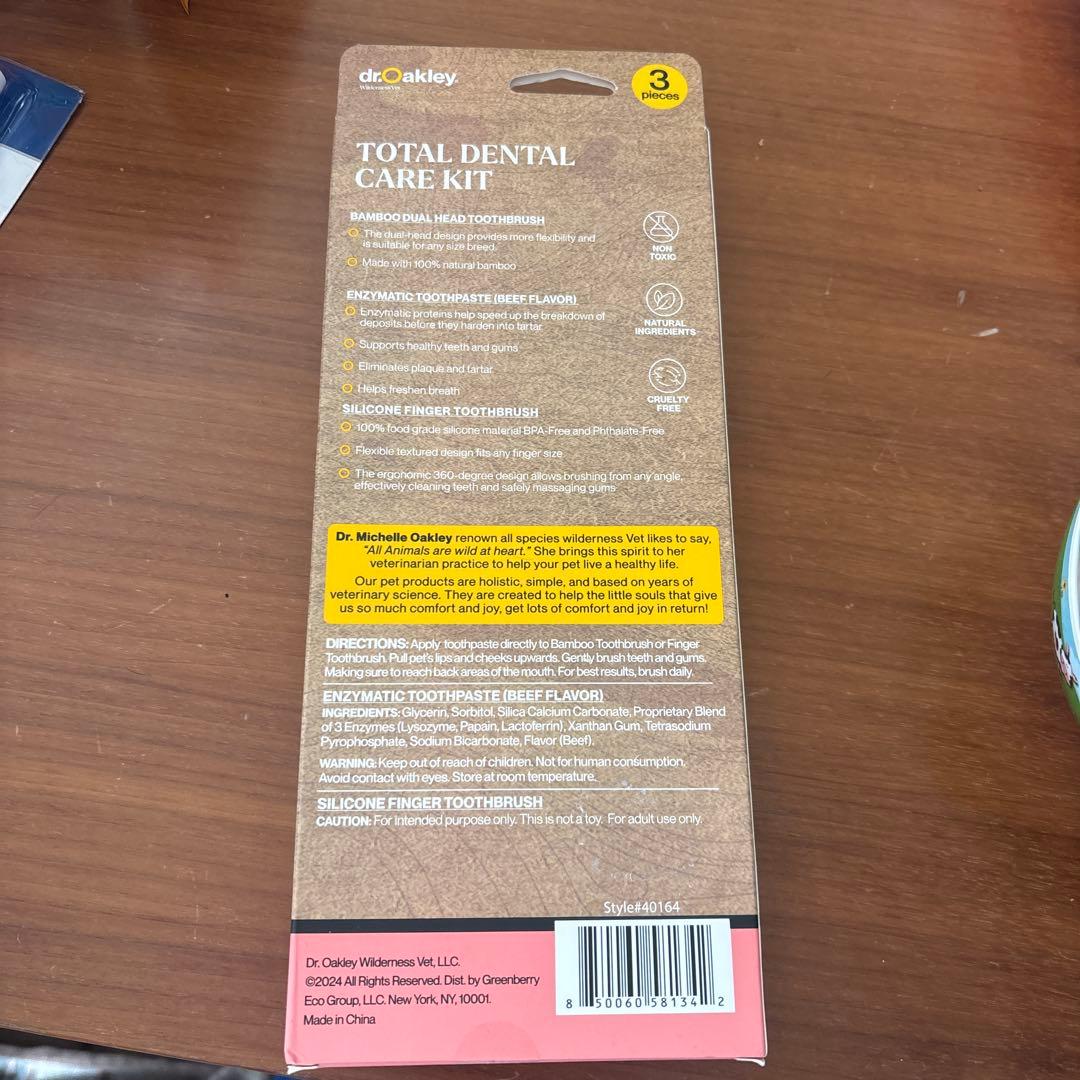 dr.Oakley.
WildernessVet
3
pieces
TOTAL DENTAL
CARE KIT
BAMBOO DUAL HEAD TOOTHBRUSH
The dual-head design provides more flexibility and
is suitable for any size breed.
Made with 100% natural bamboo
NON
TOXIC
ENZYMATIC TOOTHPASTE (BEEF FLAVOR)
Enzymatic proteins help speed up the breakdown of
deposits before they harden into tartar
Supports healthy teeth and gums
Eliminates plaque and tartar
Helps freshen breath
NATURAL
INGREDIENTS
CRUELTY
FREE
SILICONE FINGER TOOTHBRUSH
100% food grade silicone material BPA-Free and Phthalate-Free
Flexible textured design fits any finger size
The ergonomic 360-degree design allows brushing from any angle,
effectively cleaning teeth and safely massaging gums
Dr. Michelle Oakley renown all species wilderness Vet likes to say,
"All Animals are wild at heart." She brings this spirit to her
veterinarian practice to help your pet live a healthy life.
Our pet products are holistic, simple, and based on years of
veterinary science. They are created to help the little souls that give
us so much comfort and joy, get lots of comfort and joy in return!
DIRECTIONS: Apply toothpaste directly to Bamboo Toothbrush or Finger
Toothbrush. Pull pet's lips and cheeks upwards. Gently brush teeth and gums.
Making sure to reach back areas of the mouth. For best results, brush daily.
ENZYMATIC TOOTHPASTE (BEEF FLAVOR)
INGREDIENTS: Glycerin, Sorbitol, Silica Calcium Carbonate, Proprietary Blend
of 3 Enzymes (Lysozyme, Papain, Lactoferrin), Xanthan Gum, Tetrasodium
Pyrophosphate, Sodium Bicarbonate, Flavor (Beef).
WARNING: Keep out of reach of children. Not for human consumption.
Avoid contact with eyes. Store at room temperature.
SILICONE FINGER TOOTHBRUSH
CAUTION: For intended purpose only. This is not a toy. For adult use only.
Style#40164
Dr. Oakley Wilderness Vet, LLC.
©2024 All Rights Reserved. Dist. by Greenberry
Eco Group, LLC. New York, NY, 10001.
Made in China
8 50060 58134 2